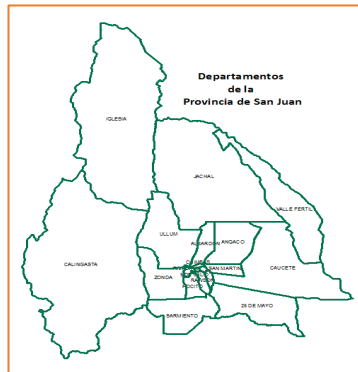 Departamentos
de la
Provincia de San Juan
IGLESIA
JACHAL
VALLE FERTIL
ULLUM
ALBARDON
ANGACO
CALINGASTA
SAN MARTIN
CAUCETE
ZONDA
POCITO
25 DE MAYO
SARMIENTO